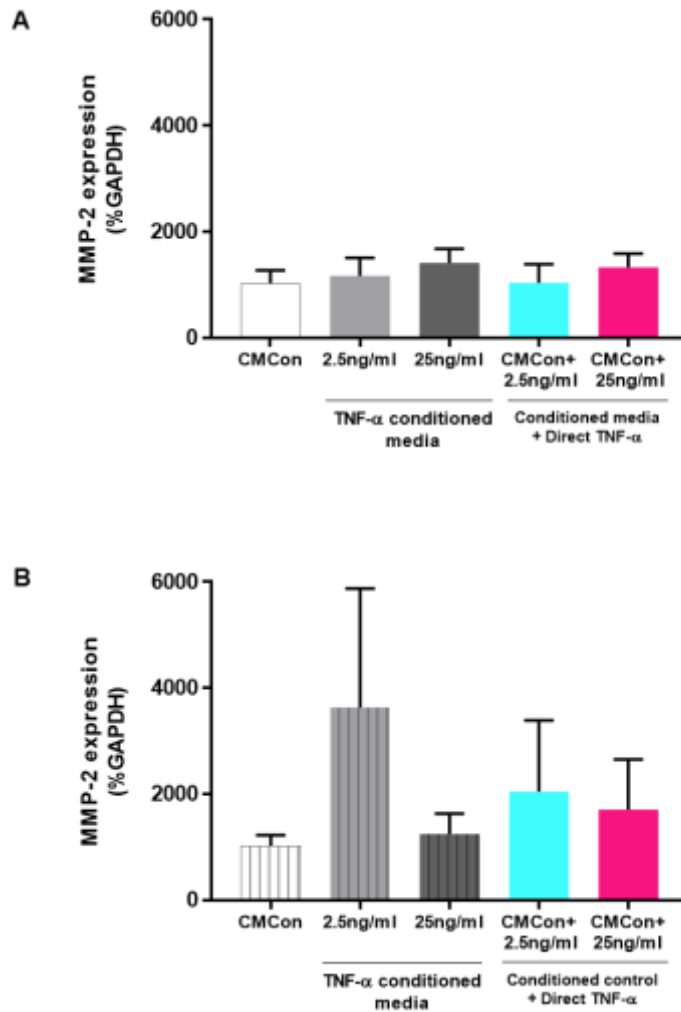 A
6000
4000
2000
0
MMP-2 expression
(%GAPDH)
CMCon 2.5ng/ml 25ng/ml CMCon+ CMCon+
2.5ng/ml 25ng/ml
TNF-α conditioned
media
Conditioned media
+ Direct TNF-α
B
6000
4000
2000
0
MMP-2 expression
(%GAPDH)
CMCon 2.5ng/ml 25ng/ml CMCon+ CMCon+
2.5ng/ml 25ng/ml
TNF-α conditioned
media
Conditioned control
+ Direct TNF-α